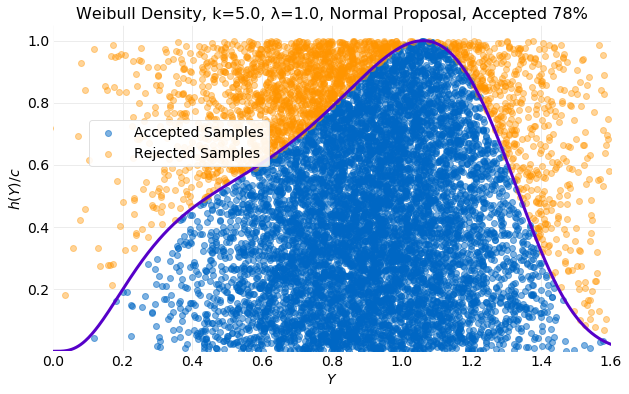 Weibull Density, k=5.0, λ=1.0, Normal Proposal, Accepted 78%
h(Y)/c
1.0
0.8
0.6
0.4
0.2
Accepted Samples
Rejected Samples
0.0 0.2 0.4 0.6 0.8 1.0 1.2 1.4 1.6
Y